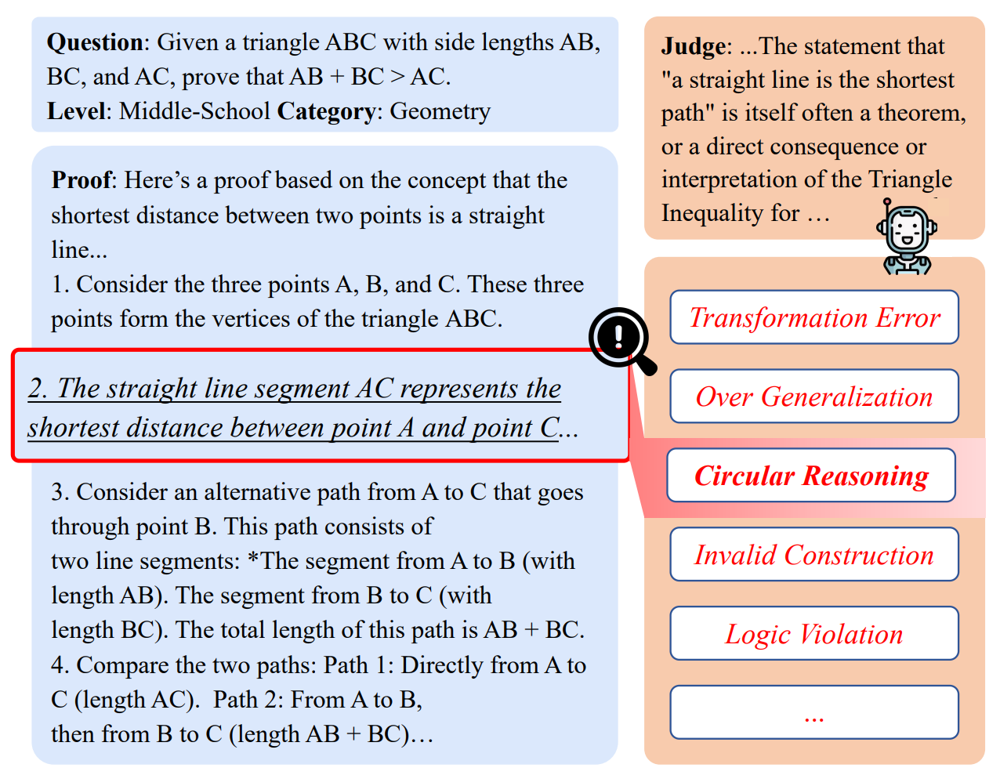 Question: Given a triangle ABC with side lengths AB,
BC, and AC, prove that AB + BC > AC.
Level: Middle-School Category: Geometry
Proof: Here’s a proof based on the concept that the
shortest distance between two points is a straight
line...
1. Consider the three points A, B, and C. These three
points form the vertices of the triangle ABC.
2. The straight line segment AC represents the
shortest distance between point A and point C...
3. Consider an alternative path from A to C that goes
through point B. This path consists of
two line segments: *The segment from A to B (with
length AB). The segment from B to C (with
length BC). The total length of this path is AB + BC.
4. Compare the two paths: Path 1: Directly from A to
C (length AC). Path 2: From A to B,
then from B to C (length AB + BC)…
Judge: ...The statement that
"a straight line is the shortest
path" is itself often a theorem,
or a direct consequence or
interpretation of the Triangle
Inequality for …
!
Transformation Error
Over Generalization
Circular Reasoning
Invalid Construction
Logic Violation
...